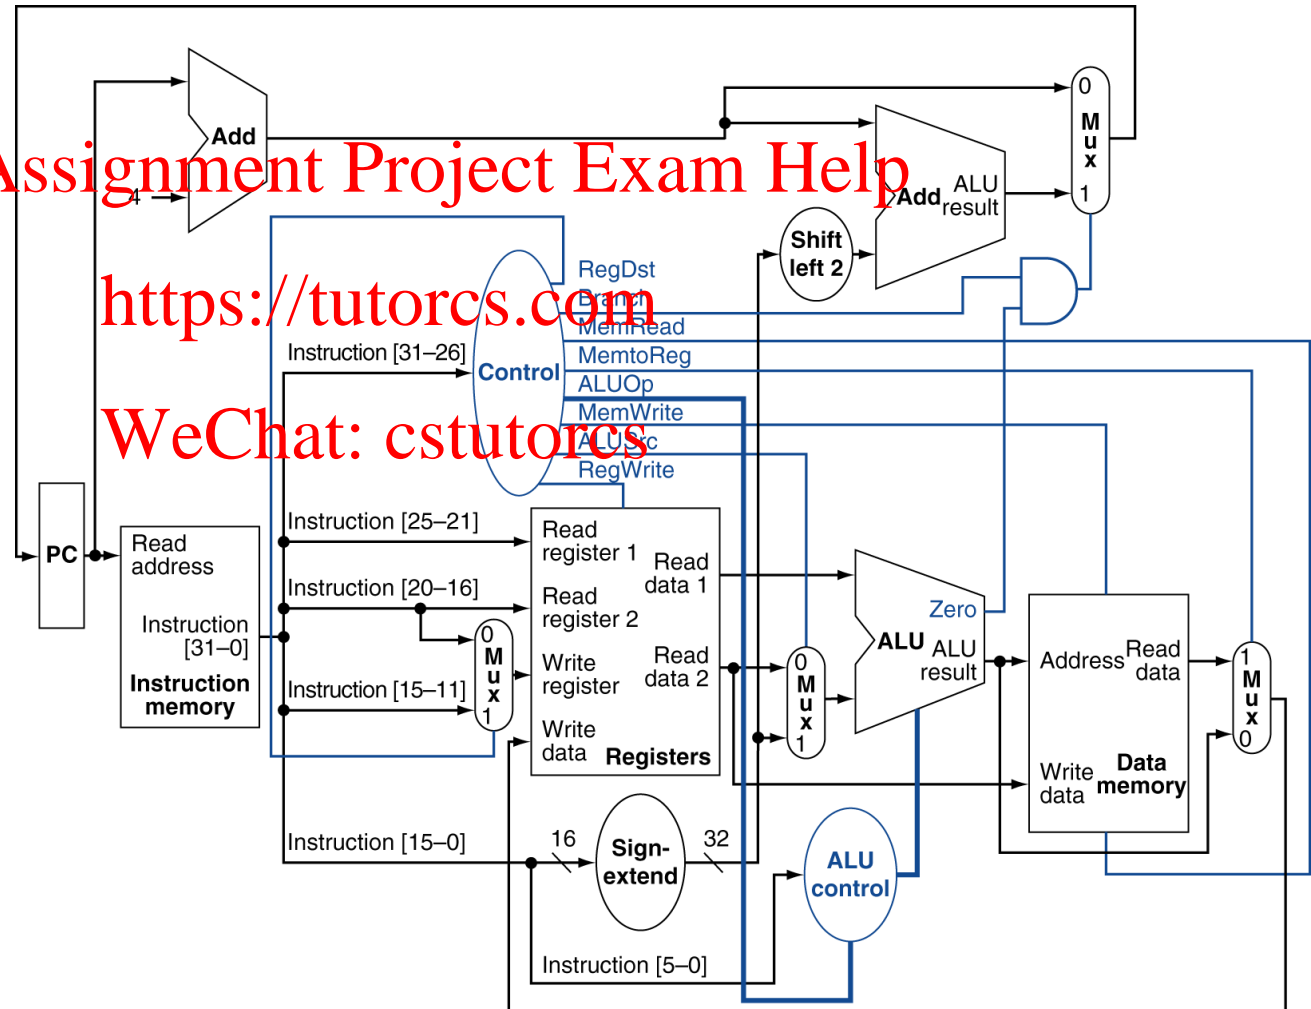 Add
4
Assignment Project Exam Help
Add
ALU
result
0
M
u
x
1
Shift
left 2
https://tutorcs.com
RegDst
Branch
MemRead
MemtoReg
ALUOp
MemWrite
ALUSrc
RegWrite
Instruction [31–26]
Control
WeChat: cstutorcs
PC
Read
address
Instruction
[31–0]
Instruction
memory
Instruction [25–21]
Instruction [20–16]
Instruction [15–11]
Instruction [15–0]
0
M
u
x
1
Read
register 1
Read
register 2
Write
register
Write
data
Read
data 1
Read
data 2
Registers
0
M
u
x
1
Zero
ALU
ALU
result
Address
Read
data
Write
data
Data
memory
1
M
u
x
0
16
Sign-
extend
32
ALU
control
Instruction [5–0]